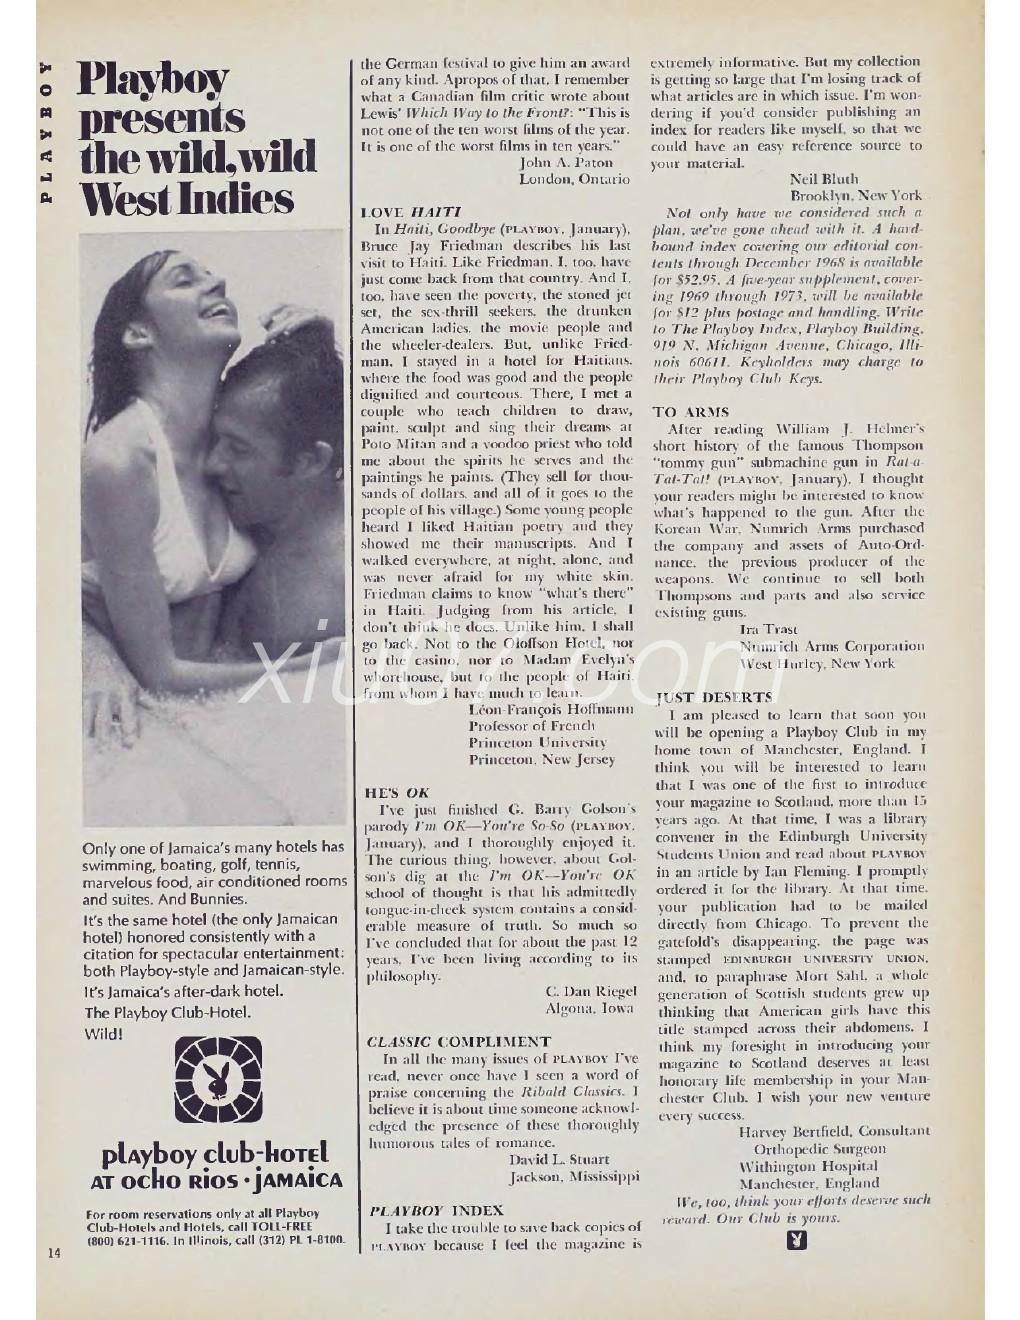 PLAYBOY
Playboy
presents
the wild, wild
West Indies
Only one of Jamaica's many hotels has
swimming, boating, golf, tennis,
marvelous food, air conditioned rooms
and suites. And Bunnies.
It's the same hotel (the only Jamaican
hotel) honored consistently with a
citation for spectacular entertainment:
both Playboy-style and Jamaican-style.
It's Jamaica's after-dark hotel.
The Playboy Club-Hotel.
Wild!
playboy club-hotel
AT OCHO RIOS • JAMAICA
For room reservations only at all Playboy
Club-Hotels and Hotels, call TOLL-FREE
(800) 621-1116. In Illinois, call (312) PL 1-8100.
14
the German festival to give him an award
of any kind. Apropos of that, I remember
what a Canadian film critic wrote about
Lewis' Which Way to the Front?: "This is
not one of the ten worst films of the year.
It is one of the worst films in ten years."
John A. Paton
London, Ontario
LOVE HAITI
In Haiti, Goodbye (PLAYBOY, January),
Bruce Jay Friedman describes his last
visit to Haiti. Like Friedman, I, too, have
just come back from that country. And I,
too, have seen the poverty, the stoned jet
set, the sex-thrill seekers, the drunken
American ladies, the movie people and
the wheeler-dealers. But, unlike Fried-
man, I stayed in a hotel for Haitians,
where the food was good and the people
dignified and courteous. There, I met a
couple who teach children to draw,
paint, sculpt and sing their dreams at
Poto Mitan and a voodoo priest who told
me about the spirits he serves and the
paintings he paints. (They sell for thou-
sands of dollars, and all of it goes to the
people of his village.) Some young people
heard I liked Haitian poetry and they
showed me their manuscripts. And I
walked everywhere, at night, alone, and
was never afraid for my white skin.
Friedman claims to know "what's there"
in Haiti. Judging from his article, I
don't think he does. Unlike him, I shall
go back. Not to the Oloffson Hotel, nor
to the casino, nor to Madam Evelyn's
whorehouse, but to the people of Haiti,
from whom I have much to learn.
Léon-François Hoffmann
Professor of French
Princeton University
Princeton, New Jersey
HE'S OK
I've just finished G. Barry Golson's
parody I'm OK—You're So-So (PLAYBOY,
January), and I thoroughly enjoyed it.
The curious thing, however, about Gol-
son's dig at the I'm OK—You're OK
school of thought is that his admittedly
tongue-in-cheek system contains a consid-
erable measure of truth. So much so
I've concluded that for about the past 12
years, I've been living according to its
philosophy.
C. Dan Riegel
Algona, Iowa
CLASSIC COMPLIMENT
In all the many issues of PLAYBOY I've
read, never once have I seen a word of
praise concerning the Ribald Classics. I
believe it is about time someone acknowl-
edged the presence of these thoroughly
humorous tales of romance.
David L. Stuart
Jackson, Mississippi
PLAYBOY INDEX
I take the trouble to save back copies of
PLAYBOY because I feel the magazine is
extremely informative. But my collection
is getting so large that I'm losing track of
what articles are in which issue. I'm won-
dering if you'd consider publishing an
index for readers like myself, so that we
could have an easy reference source to
your material.
Neil Bluth
Brooklyn, New York
Not only have we considered such a
plan, we've gone ahead with it. A hard-
bound index covering our editorial con-
tents through December 1968 is available
for $52.95. A five-year supplement, cover-
ing 1969 through 1973, will be available
for $12 plus postage and handling. Write
to The Playboy Index, Playboy Building,
919 N. Michigan Avenue, Chicago, Illi-
nois 60611. Keyholders may charge to
their Playboy Club Keys.
TO ARMS
After reading William J. Helmer's
short history of the famous Thompson
"tommy gun" submachine gun in Rat-a-
Tat-Tat! (PLAYBOY, January), I thought
your readers might be interested to know
what's happened to the gun. After the
Korean War, Numrich Arms purchased
the company and assets of Auto-Ord-
nance, the previous producer of the
weapons. We continue to sell both
Thompsons and parts and also service
existing guns.
Ira Trast
Numrich Arms Corporation
West Hurley, New York
JUST DESERTS
I am pleased to learn that soon you
will be opening a Playboy Club in my
home town of Manchester, England. I
think you will be interested to learn
that I was one of the first to introduce
your magazine to Scotland, more than 15
years ago. At that time, I was a library
convener in the Edinburgh University
Students Union and read about PLAYBOY
in an article by Ian Fleming. I promptly
ordered it for the library. At that time,
your publication had to be mailed
directly from Chicago. To prevent the
gatefold's disappearing, the page was
stamped EDINBURGH UNIVERSITY UNION,
and, to paraphrase Mort Sahl, a whole
generation of Scottish students grew up
thinking that American girls have this
title stamped across their abdomens. I
think my foresight in introducing your
magazine to Scotland deserves at least
honorary life membership in your Man-
chester Club. I wish your new venture
every success.
Harvey Bertfield, Consultant
Orthopedic Surgeon
Withington Hospital
Manchester, England
We, too, think your efforts deserve such
reward. Our Club is yours.
xiu07.com